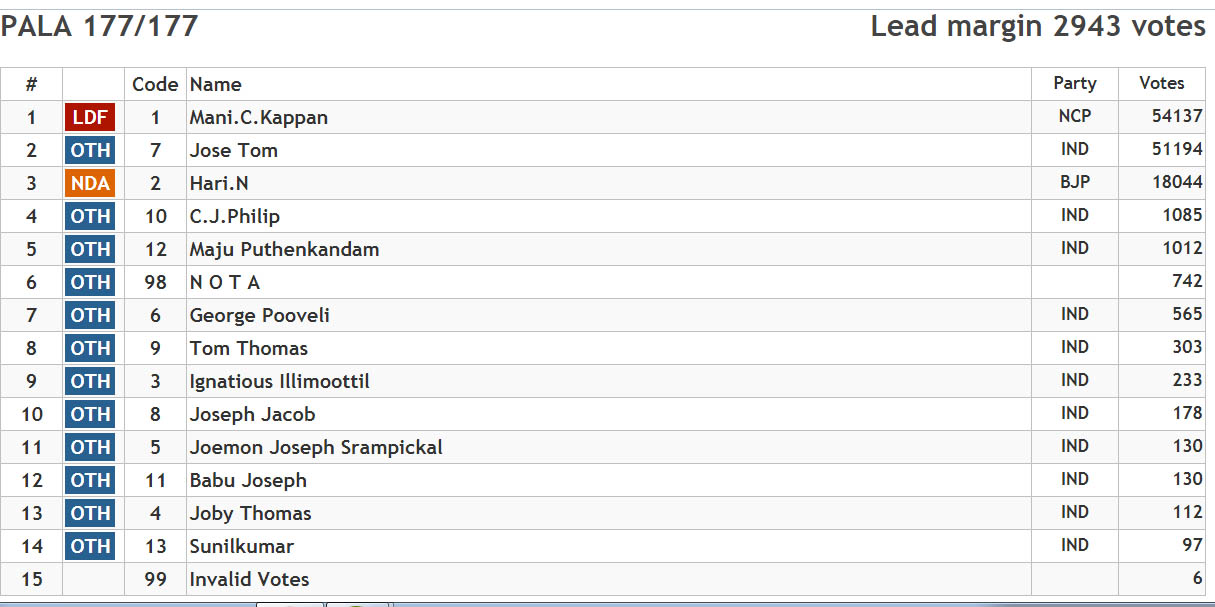 PALA 177/177 Lead margin 2943 votes
# Code Name Party Votes
1 LDF 1 Mani.C.Kappan NCP 54137
2 OTH 7 Jose Tom IND 51194
3 NDA 2 Hari.N BJP 18044
4 OTH 10 C.J.Philip IND 1085
5 OTH 12 Maju Puthenkandam IND 1012
6 OTH 98 N O T A 742
7 OTH 6 George Pooveli IND 565
8 OTH 9 Tom Thomas IND 303
9 OTH 3 Ignatious Illimoottil IND 233
10 OTH 8 Joseph Jacob IND 178
11 OTH 5 Joemon Joseph Srampickal IND 130
12 OTH 11 Babu Joseph IND 130
13 OTH 4 Joby Thomas IND 112
14 OTH 13 Sunilkumar IND 97
15 99 Invalid Votes 6